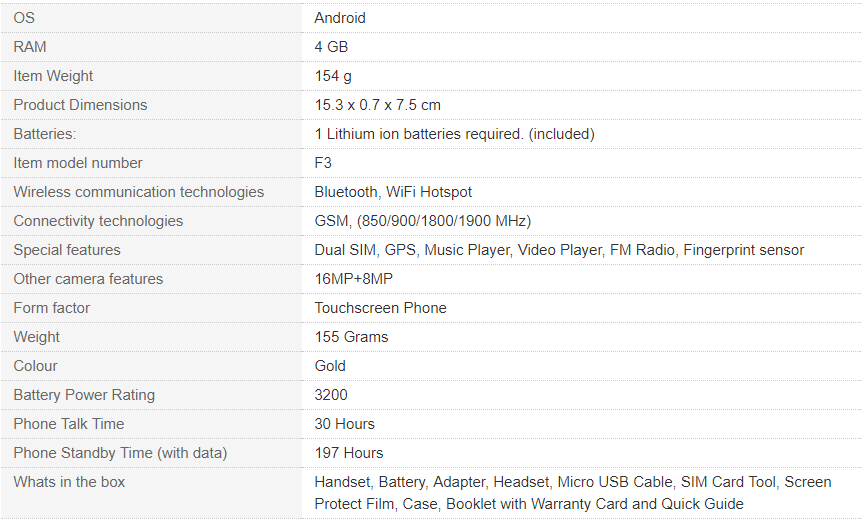 OS Android
RAM 4 GB
Item Weight 154 g
Product Dimensions 15.3 x 0.7 x 7.5 cm
Batteries: 1 Lithium ion batteries required. (included)
Item model number F3
Wireless communication technologies Bluetooth, WiFi Hotspot
Connectivity technologies GSM, (850/900/1800/1900 MHz)
Special features Dual SIM, GPS, Music Player, Video Player, FM Radio, Fingerprint sensor
Other camera features 16MP+8MP
Form factor Touchscreen Phone
Weight 155 Grams
Colour Gold
Battery Power Rating 3200
Phone Talk Time 30 Hours
Phone Standby Time (with data) 197 Hours
Whats in the box Handset, Battery, Adapter, Headset, Micro USB Cable, SIM Card Tool, Screen
Protect Film, Case, Booklet with Warranty Card and Quick Guide